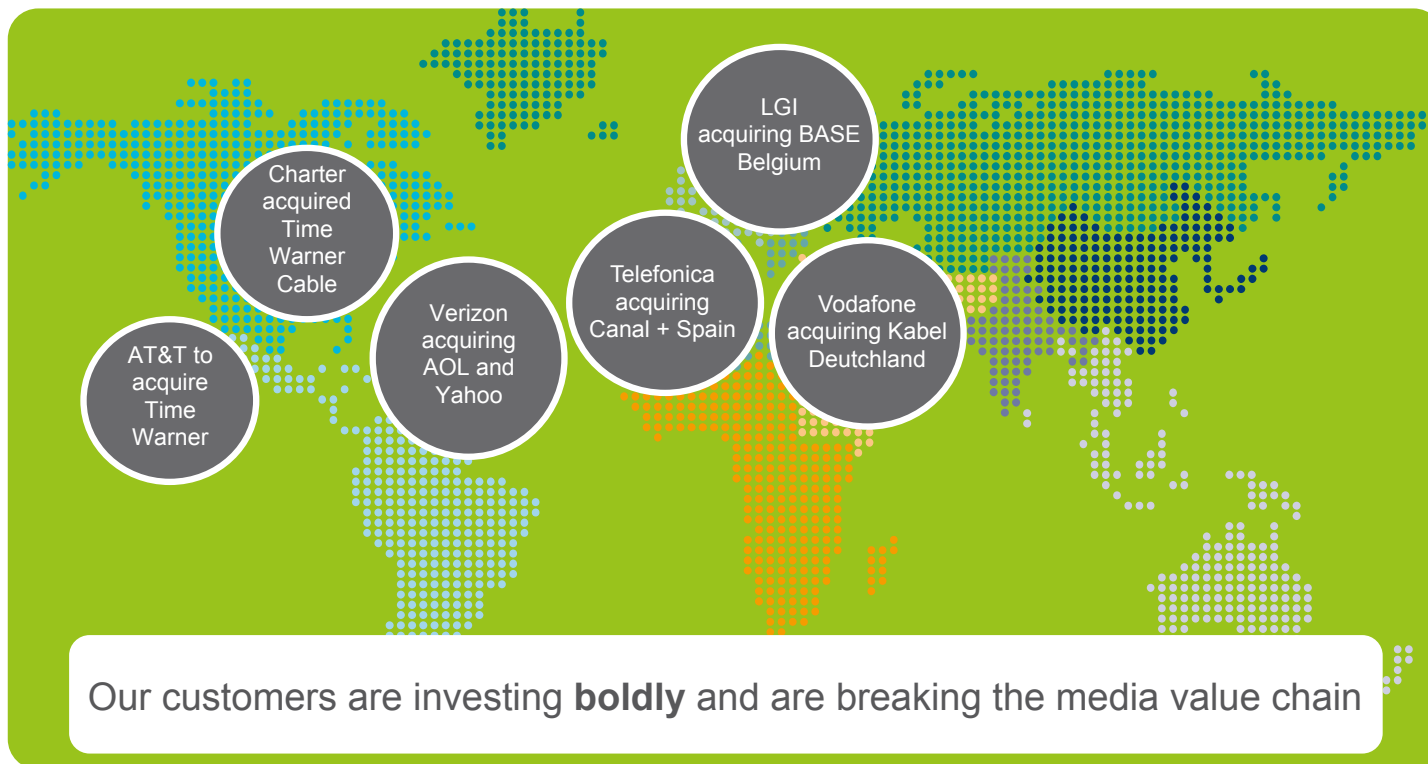 LGI
acquiring BASE
Belgium
Charter
acquired
Time
Warner
Cable
Telefonica
acquiring
Canal + Spain
Vodafone
acquiring Kabel
Deutchland
Verizon
acquiring
AOL and
Yahoo
AT&T to
acquire
Time
Warner
Our customers are investing boldly and are breaking the media value chain